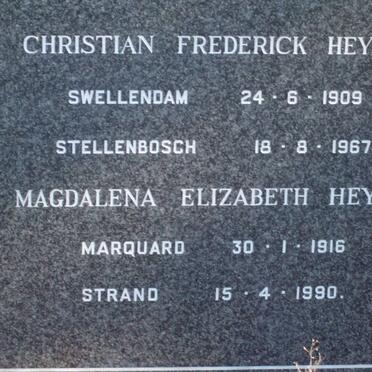 CHRISTIAN FREDERICK HEY
SWELLENDAM 24 · 6 · 1909
STELLENBOSCH 18 · 8 · 1967
MAGDALENA ELIZABETH HEY
MARQUARD 30 · 1 · 1916
STRAND 15 · 4 · 1990.